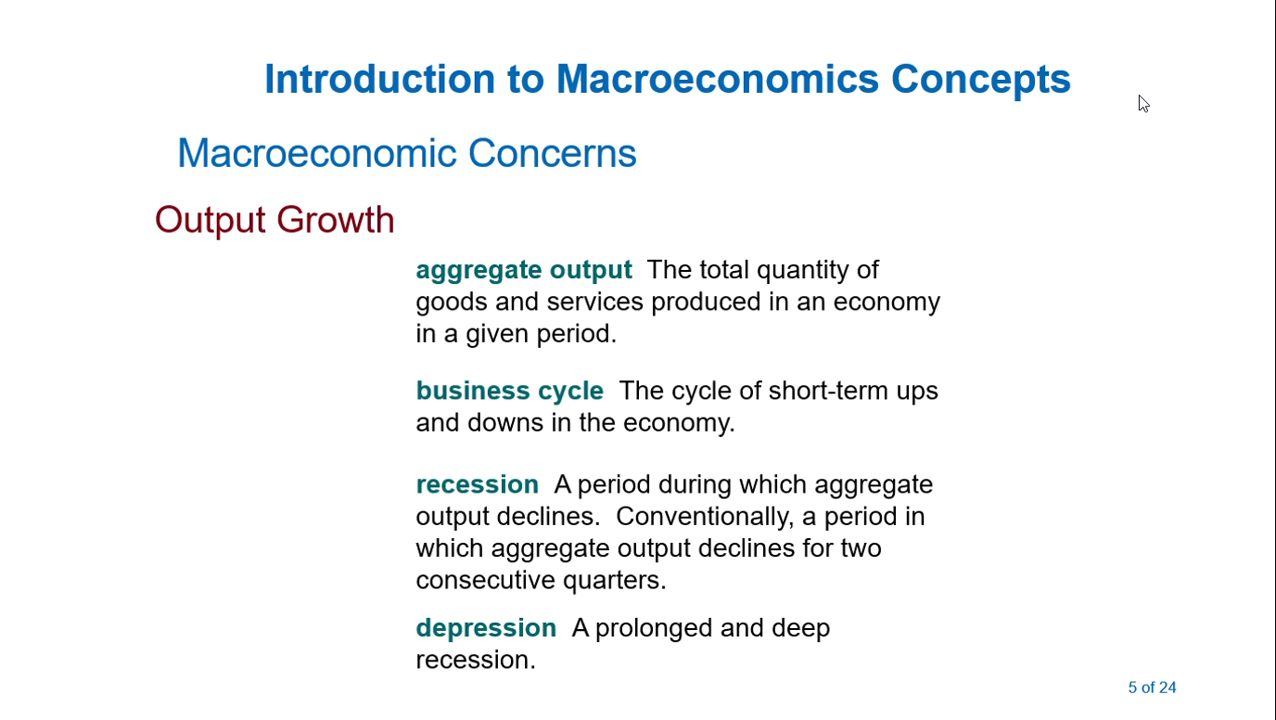 Introduction to Macroeconomics Concepts
Macroeconomic Concerns
Output Growth
aggregate output  The total quantity of
goods and services produced in an economy
in a given period.
business cycle  The cycle of short-term ups
and downs in the economy.
recession  A period during which aggregate
output declines.  Conventionally, a period in
which aggregate output declines for two
consecutive quarters.
depression  A prolonged and deep
recession.
5 of 24